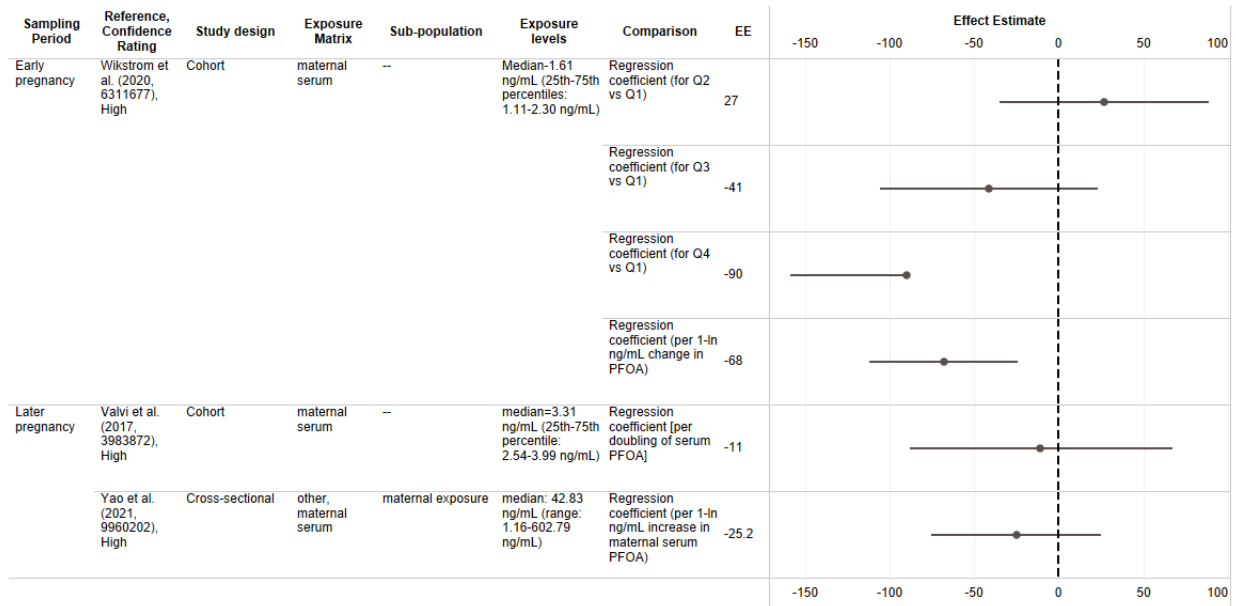 Sampling Period
Reference, Confidence Rating
Study design
Exposure Matrix
Sub-population
Exposure levels
Comparison
EE
Effect Estimate
-150 -100 -50 0 50 100
Early pregnancy
Wikstrom et al. (2020, 6311677), High
Cohort
maternal serum
--
Median-1.61 ng/mL (25th-75th percentiles: 1.11-2.30 ng/mL)
Regression coefficient (for Q2 vs Q1)
27
Regression coefficient (for Q3 vs Q1)
-41
Regression coefficient (for Q4 vs Q1)
-90
Regression coefficient (per 1-ln ng/mL change in PFOA)
-68
Later pregnancy
Valvi et al. (2017, 3983872), High
Cohort
maternal serum
--
median=3.31 ng/mL (25th-75th percentile: 2.54-3.99 ng/mL)
Regression coefficient [per doubling of serum PFOA]
-11
Yao et al. (2021, 9960202), High
Cross-sectional
other, maternal serum
maternal exposure
median: 42.83 ng/mL (range: 1.16-602.79 ng/mL)
Regression coefficient (per 1-ln ng/mL increase in maternal serum PFOA)
-25.2
-150 -100 -50 0 50 100